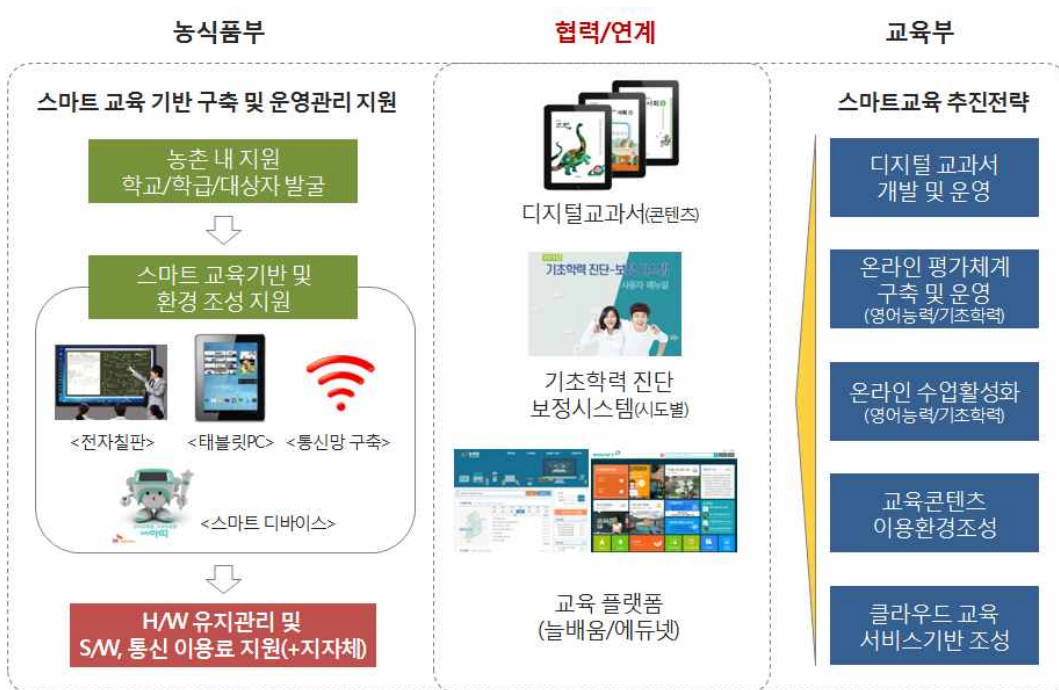 농식품부
협력/연계
교육부
스마트 교육 기반 구축 및 운영관리 지원
농촌 내 지원
학교/학급/대상자 발굴
스마트 교육기반 및
환경 조성 지원
<전자칠판>
<태블릿PC>
<통신망 구축>
<스마트 디바이스>
H/W 유지관리 및
S/W, 통신 이용료 지원(+지자체)
디지털교과서(콘텐츠)
기초학력 진단-보정
사용자 매뉴얼
기초학력 진단
보정시스템(시도별)
교육 플랫폼
(늘배움/에듀넷)
스마트교육 추진전략
디지털 교과서
개발 및 운영
온라인 평가체계
구축 및 운영
(영어능력/기초학력)
온라인 수업활성화
(영어능력/기초학력)
교육콘텐츠
이용환경조성
클라우드 교육
서비스기반 조성